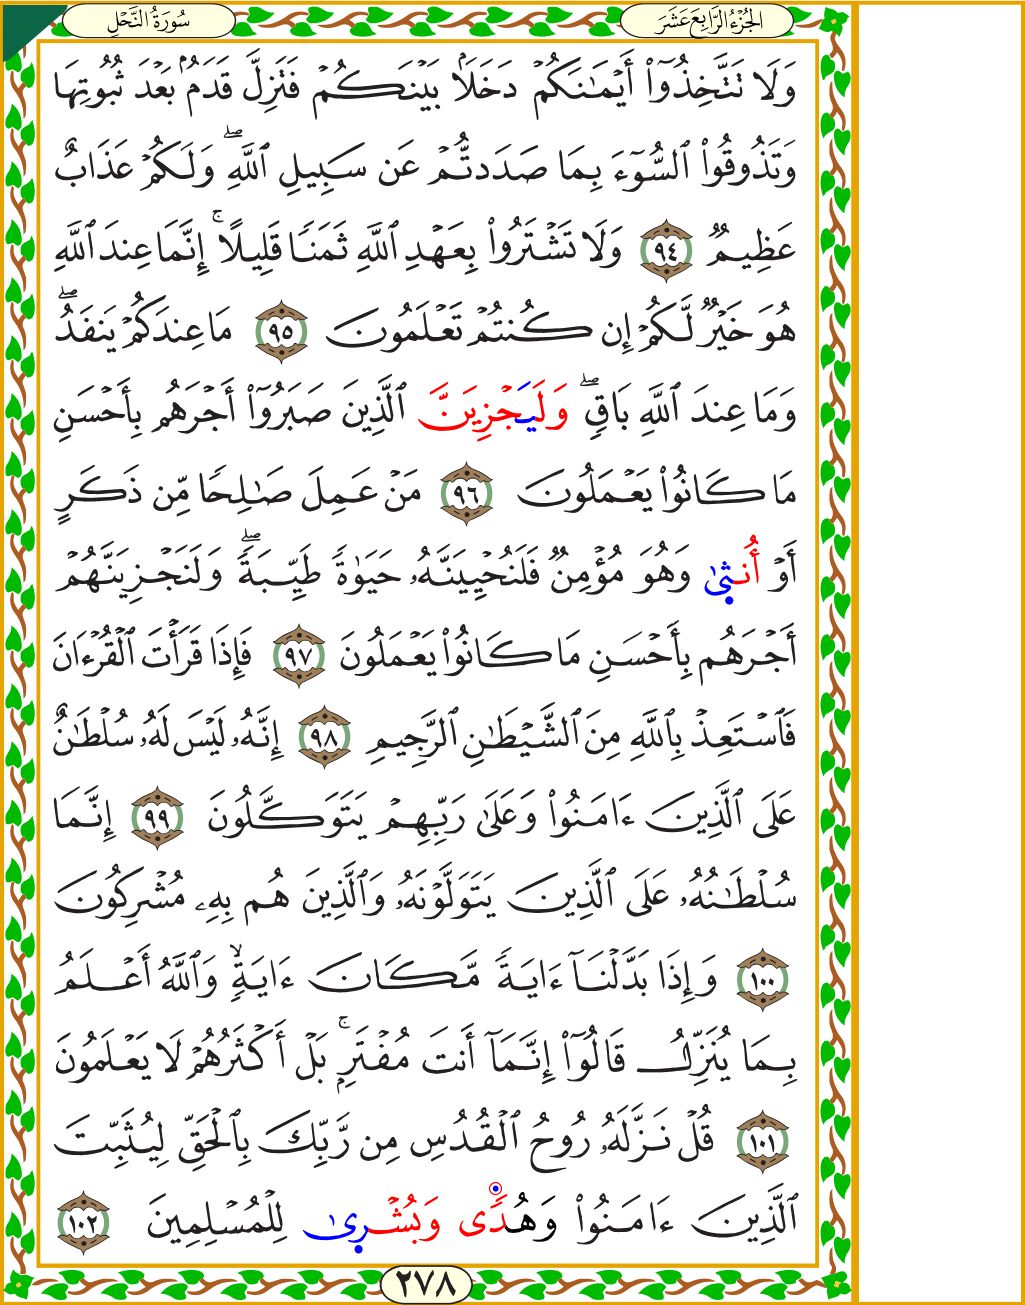 الجُزْءُ الرَّابِعَ عَشَرَ
سُورَةُ النَّحْلِ
وَلَا تَتَّخِذُوٓا۟ أَيْمَـٰنَكُمْ دَخَلًۢا بَيْنَكُمْ فَتَزِلَّ قَدَمٌۢ بَعْدَ ثُبُوتِهَا
وَتَذُوقُوا۟ ٱلسُّوٓءَ بِمَا صَدَدتُّمْ عَن سَبِيلِ ٱللَّهِ ۖ وَلَكُمْ عَذَابٌ
عَظِيمٌ ٩٤ وَلَا تَشْتَرُوا۟ بِعَهْدِ ٱللَّهِ ثَمَنًا قَلِيلًا ۚ إِنَّمَا عِندَ ٱللَّهِ
هُوَ خَيْرٌ لَّكُمْ إِن كُنتُمْ تَعْلَمُونَ ٩٥ مَا عِندَكُمْ يَنفَدُ ۖ
وَمَا عِندَ ٱللَّهِ بَاقٍ ۖ وَلَيَجْزِيَنَّ ٱلَّذِينَ صَبَرُوٓا۟ أَجْرَهُم بِأَحْسَنِ
مَا كَانُوا۟ يَعْمَلُونَ ٩٦ مَنْ عَمِلَ صَـٰلِحًا مِّن ذَكَرٍ
أَوْ أُنثَىٰ وَهُوَ مُؤْمِنٌ فَلَنُحْيِيَنَّهُۥ حَيَوٰةً طَيِّبَةً ۖ وَلَنَجْزِيَنَّهُمْ
أَجْرَهُم بِأَحْسَنِ مَا كَانُوا۟ يَعْمَلُونَ ٩٧ فَإِذَا قَرَأْتَ ٱلْقُرْءَانَ
فَٱسْتَعِذْ بِٱللَّهِ مِنَ ٱلشَّيْطَـٰنِ ٱلرَّجِيمِ ٩٨ إِنَّهُۥ لَيْسَ لَهُۥ سُلْطَـٰنٌ
عَلَى ٱلَّذِينَ ءَامَنُوا۟ وَعَلَىٰ رَبِّهِمْ يَتَوَكَّلُونَ ٩٩ إِنَّمَا
سُلْطَـٰنُهُۥ عَلَى ٱلَّذِينَ يَتَوَلَّوْنَهُۥ وَٱلَّذِينَ هُم بِهِۦ مُشْرِكُونَ
١٠٠ وَإِذَا بَدَّلْنَآ ءَايَةً مَّكَانَ ءَايَةٍ ۙ وَٱللَّهُ أَعْلَمُ
بِمَا يُنَزِّلُ قَالُوٓا۟ إِنَّمَآ أَنتَ مُفْتَرٍۭ ۚ بَلْ أَكْثَرُهُمْ لَا يَعْلَمُونَ
١٠١ قُلْ نَزَّلَهُۥ رُوحُ ٱلْقُدُسِ مِن رَّبِّكَ بِٱلْحَقِّ لِيُثَبِّتَ
ٱلَّذِينَ ءَامَنُوا۟ وَهُدًى وَبُشْرَىٰ لِلْمُسْلِمِينَ ١٠٢
٢٧٨